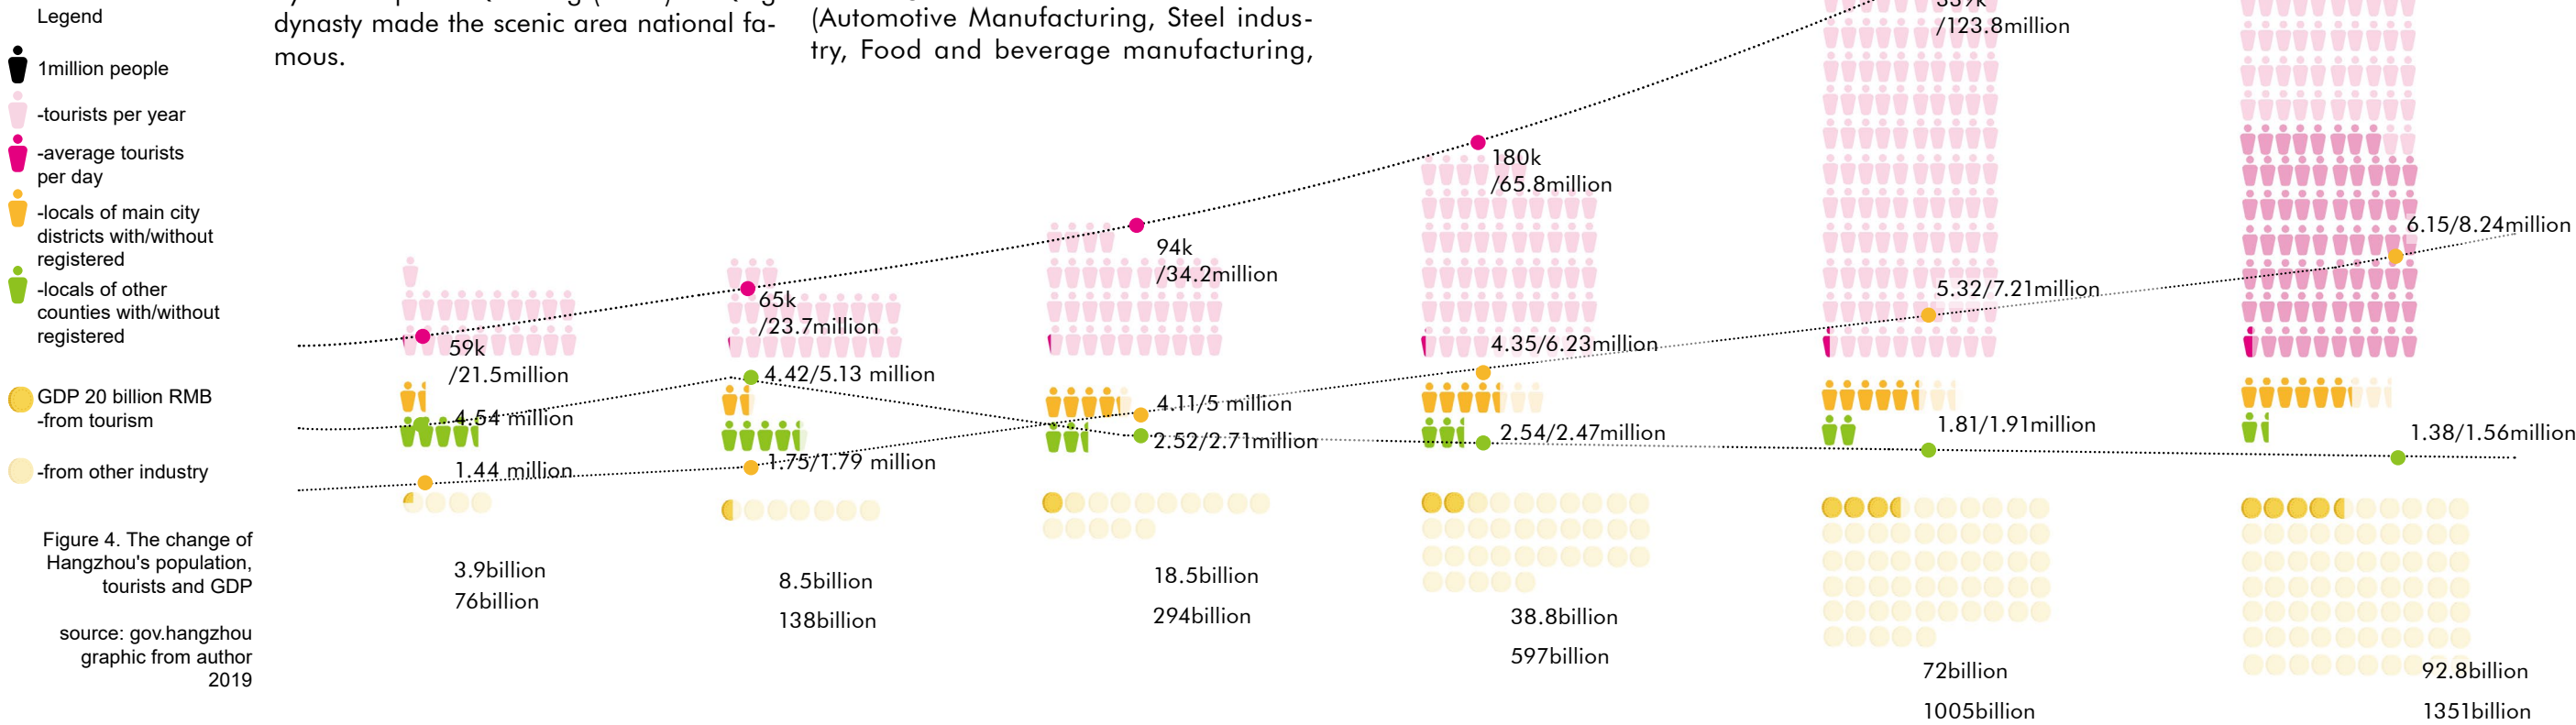 Legend
1million people
-tourists per year
-average tourists
per day
-locals of main city
districts with/without
registered
-locals of other
counties with/without
registered
GDP 20 billion RMB
-from tourism
-from other industry
Figure 4. The change of
Hangzhou's population,
tourists and GDP
source: gov.hangzhou
graphic from author
2019
dynasty made the scenic area national fa-
mous.
(Automotive Manufacturing, Steel indus-
try, Food and beverage manufacturing,
59k
/21.5million
4.54 million
1.44 million
3.9billion
76billion
65k
/23.7million
4.42/5.13 million
1.75/1.79 million
8.5billion
138billion
94k
/34.2million
4.11/5 million
2.52/2.71million
18.5billion
294billion
180k
/65.8million
4.35/6.23million
2.54/2.47million
38.8billion
597billion
339k
/123.8million
5.32/7.21million
1.81/1.91million
72billion
1005billion
6.15/8.24million
1.38/1.56million
92.8billion
1351billion